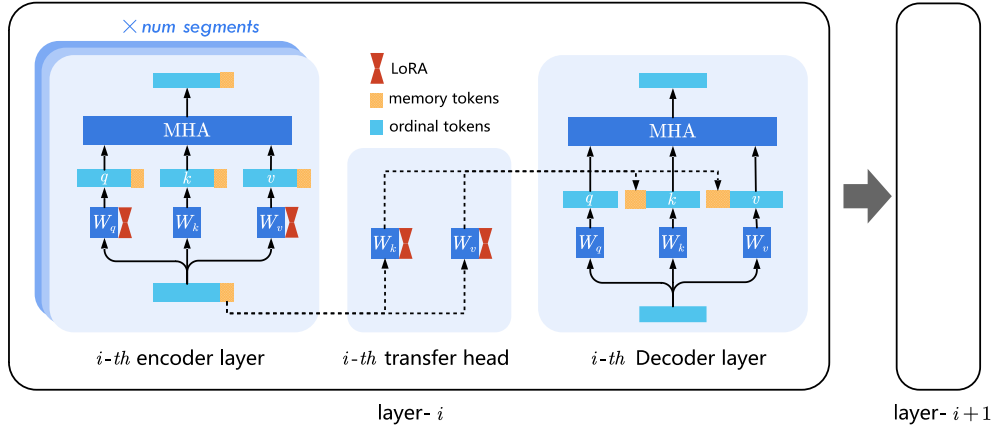 × num segments
LoRA
memory tokens
ordinal tokens
MHA
MHA
q
k
v
q
k
v
W_q
W_k
W_v
W_k
W_v
W_q
W_k
W_v
i-th encoder layer
i-th transfer head
i-th Decoder layer
layer- i
layer- i+1